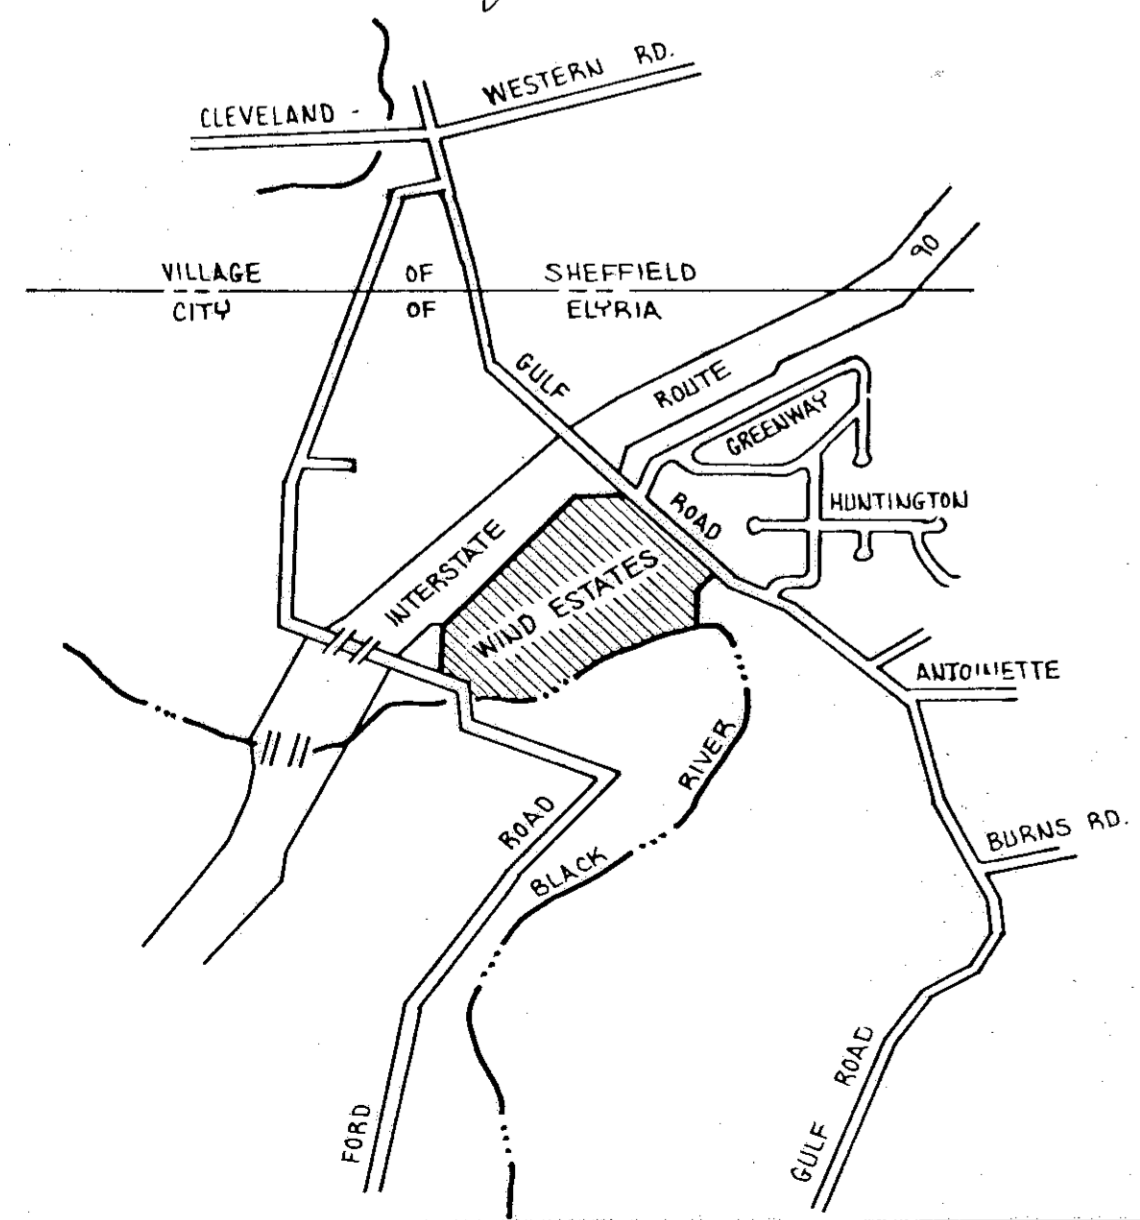 CLEVELAND - WESTERN RD.
VILLAGE OF SHEFFIELD
CITY OF ELYRIA
90
GULF ROAD
INTERSTATE ROUTE
GREENWAY
HUNTINGTON
WIND ESTATES
ANTOINETTE
BLACK RIVER
BURNS RD.
FORD ROAD
GULF ROAD